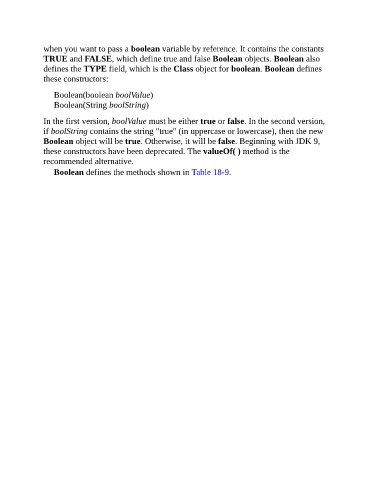 when you want to pass a boolean variable by reference. It contains the constants
TRUE and FALSE, which define true and false Boolean objects. Boolean also
defines the TYPE field, which is the Class object for boolean. Boolean defines
these constructors:
Boolean(boolean boolValue)
Boolean(String boolString)
In the first version, boolValue must be either true or false. In the second version,
if boolString contains the string "true" (in uppercase or lowercase), then the new
Boolean object will be true. Otherwise, it will be false. Beginning with JDK 9,
these constructors have been deprecated. The valueOf( ) method is the
recommended alternative.
Boolean defines the methods shown in Table 18-9.